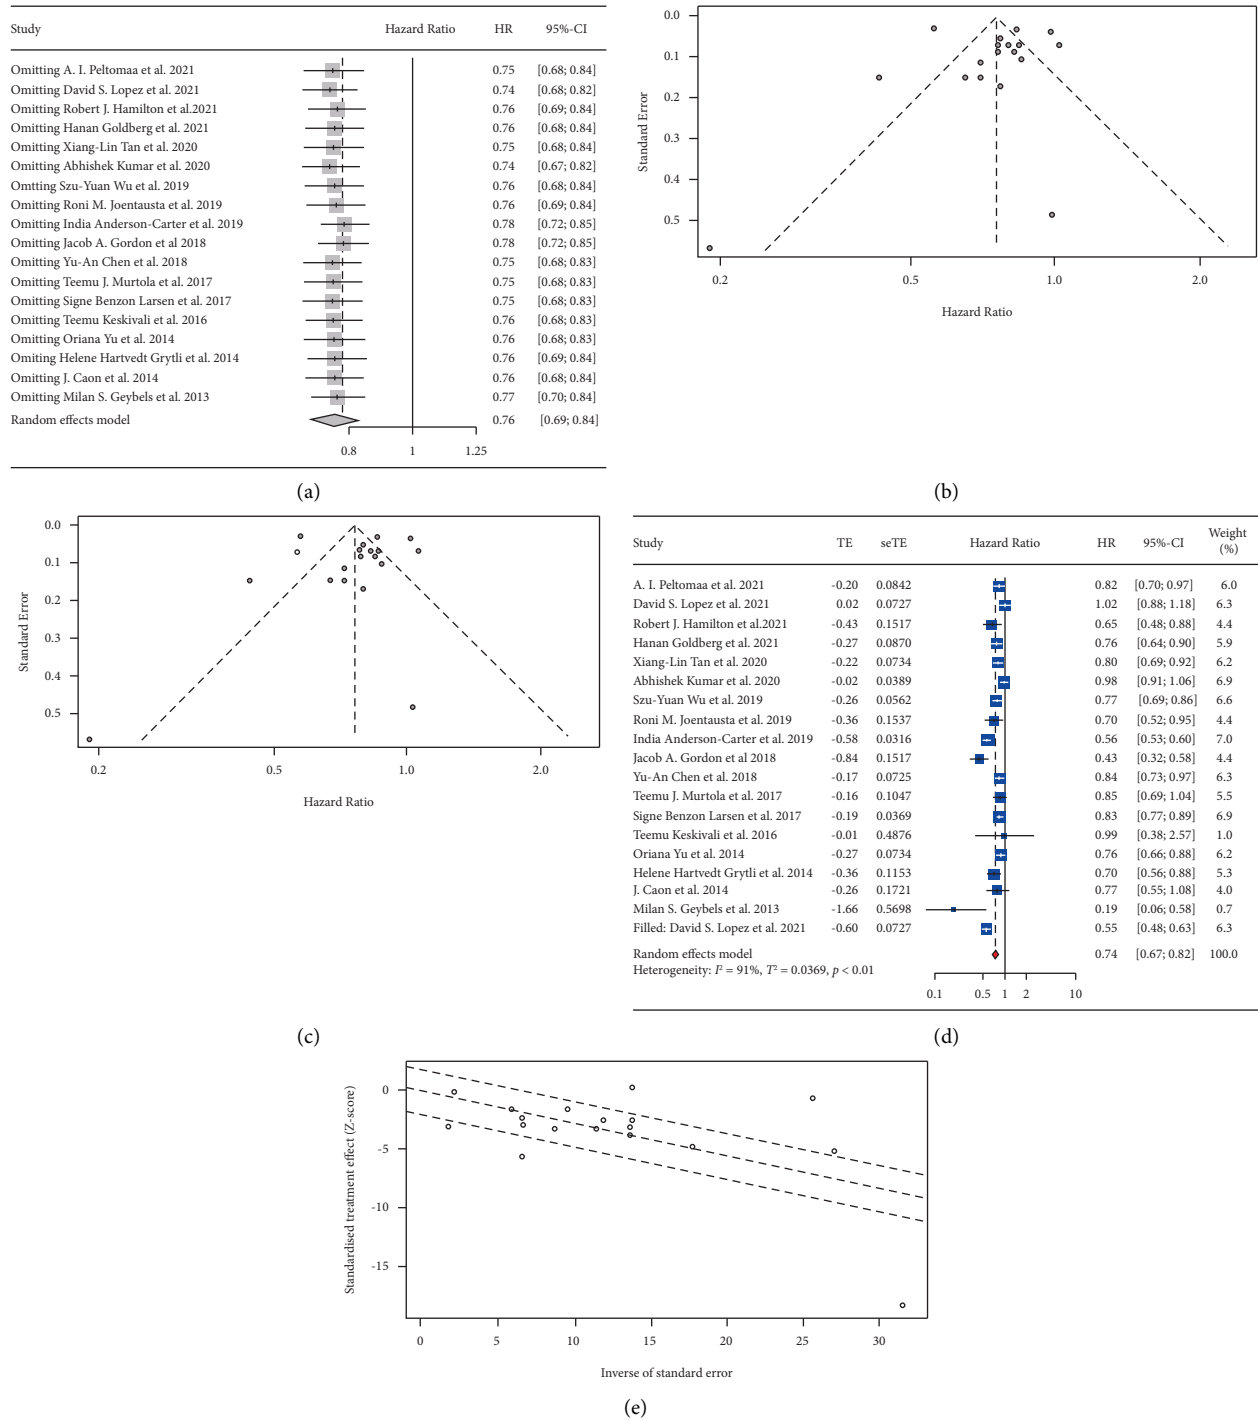 Study Hazard Ratio HR 95%-CI
Omitting A. I. Peltomaa et al. 2021 0.75 [0.68; 0.84]
Omitting David S. Lopez et al. 2021 0.74 [0.68; 0.82]
Omitting Robert J. Hamilton et al.2021 0.76 [0.69; 0.84]
Omitting Hanan Goldberg et al. 2021 0.76 [0.68; 0.84]
Omitting Xiang-Lin Tan et al. 2020 0.75 [0.68; 0.84]
Omitting Abhishek Kumar et al. 2020 0.74 [0.67; 0.82]
Omtting Szu-Yuan Wu et al. 2019 0.76 [0.68; 0.84]
Omitting Roni M. Joentausta et al. 2019 0.76 [0.69; 0.84]
Omitting India Anderson-Carter et al. 2019 0.78 [0.72; 0.85]
Omitting Jacob A. Gordon et al 2018 0.78 [0.72; 0.85]
Omitting Yu-An Chen et al. 2018 0.75 [0.68; 0.83]
Omitting Teemu J. Murtola et al. 2017 0.75 [0.68; 0.83]
Omitting Signe Benzon Larsen et al. 2017 0.75 [0.68; 0.83]
Omitting Teemu Keskivali et al. 2016 0.76 [0.68; 0.83]
Omitting Oriana Yu et al. 2014 0.76 [0.68; 0.83]
Omiting Helene Hartvedt Grytli et al. 2014 0.76 [0.69; 0.84]
Omitting J. Caon et al. 2014 0.76 [0.68; 0.84]
Omitting Milan S. Geybels et al. 2013 0.77 [0.70; 0.84]
Random effects model 0.76 [0.69; 0.84]
0.8 1 1.25
(a)
Standard Error
0.0
0.1
0.2
0.3
0.4
0.5
0.2 0.5 1.0 2.0
Hazard Ratio
(b)
Standard Error
0.0
0.1
0.2
0.3
0.4
0.5
0.2 0.5 1.0 2.0
Hazard Ratio
(c)
Study TE seTE Hazard Ratio HR 95%-CI Weight (%)
A. I. Peltomaa et al. 2021 -0.20 0.0842 0.82 [0.70; 0.97] 6.0
David S. Lopez et al. 2021 0.02 0.0727 1.02 [0.88; 1.18] 6.3
Robert J. Hamilton et al.2021 -0.43 0.1517 0.65 [0.48; 0.88] 4.4
Hanan Goldberg et al. 2021 -0.27 0.0870 0.76 [0.64; 0.90] 5.9
Xiang-Lin Tan et al. 2020 -0.22 0.0734 0.80 [0.69; 0.92] 6.2
Abhishek Kumar et al. 2020 -0.02 0.0389 0.98 [0.91; 1.06] 6.9
Szu-Yuan Wu et al. 2019 -0.26 0.0562 0.77 [0.69; 0.86] 6.6
Roni M. Joentausta et al. 2019 -0.36 0.1537 0.70 [0.52; 0.95] 4.4
India Anderson-Carter et al. 2019 -0.58 0.0316 0.56 [0.53; 0.60] 7.0
Jacob A. Gordon et al 2018 -0.84 0.1517 0.43 [0.32; 0.58] 4.4
Yu-An Chen et al. 2018 -0.17 0.0725 0.84 [0.73; 0.97] 6.3
Teemu J. Murtola et al. 2017 -0.16 0.1047 0.85 [0.69; 1.04] 5.5
Signe Benzon Larsen et al. 2017 -0.19 0.0369 0.83 [0.77; 0.89] 6.9
Teemu Keskivali et al. 2016 -0.01 0.4876 0.99 [0.38; 2.57] 1.0
Oriana Yu et al. 2014 -0.27 0.0734 0.76 [0.66; 0.88] 6.2
Helene Hartvedt Grytli et al. 2014 -0.36 0.1153 0.70 [0.56; 0.88] 5.3
J. Caon et al. 2014 -0.26 0.1721 0.77 [0.55; 1.08] 4.0
Milan S. Geybels et al. 2013 -1.66 0.5698 0.19 [0.06; 0.58] 0.7
Filled: David S. Lopez et al. 2021 -0.60 0.0727 0.55 [0.48; 0.63] 6.3
Random effects model 0.74 [0.67; 0.82] 100.0
Heterogeneity: I² = 91%, T² = 0.0369, p < 0.01
0.1 0.5 1 2 10
(d)
Standardised treatment effect (Z-score)
0
-5
-10
-15
0 5 10 15 20 25 30
Inverse of standard error
(e)